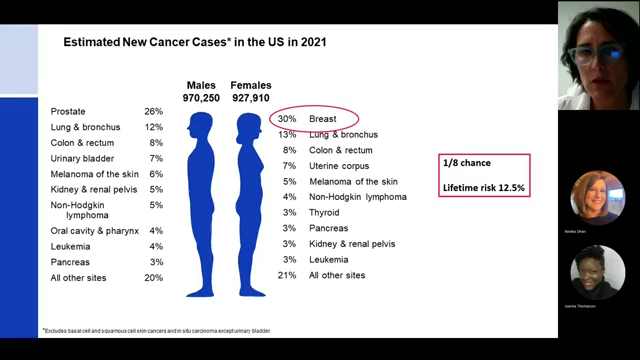 Estimated New Cancer Cases* in the US in 2021
Males
970,250
Females
927,910
Prostate 26%
Lung & bronchus 12%
Colon & rectum 8%
Urinary bladder 7%
Melanoma of the skin 6%
Kidney & renal pelvis 5%
Non-Hodgkin 5%
lymphoma
Oral cavity & pharynx 4%
Leukemia 4%
Pancreas 3%
All other sites 20%
30% Breast
13% Lung & bronchus
8% Colon & rectum
7% Uterine corpus
5% Melanoma of the skin
4% Non-Hodgkin lymphoma
3% Thyroid
3% Pancreas
3% Kidney & renal pelvis
3% Leukemia
21% All other sites
1/8 chance
Lifetime risk 12.5%
Annika Dean
Juanita Thompson
*Excludes basal cell and squamous cell skin cancers and in situ carcinoma except urinary bladder.